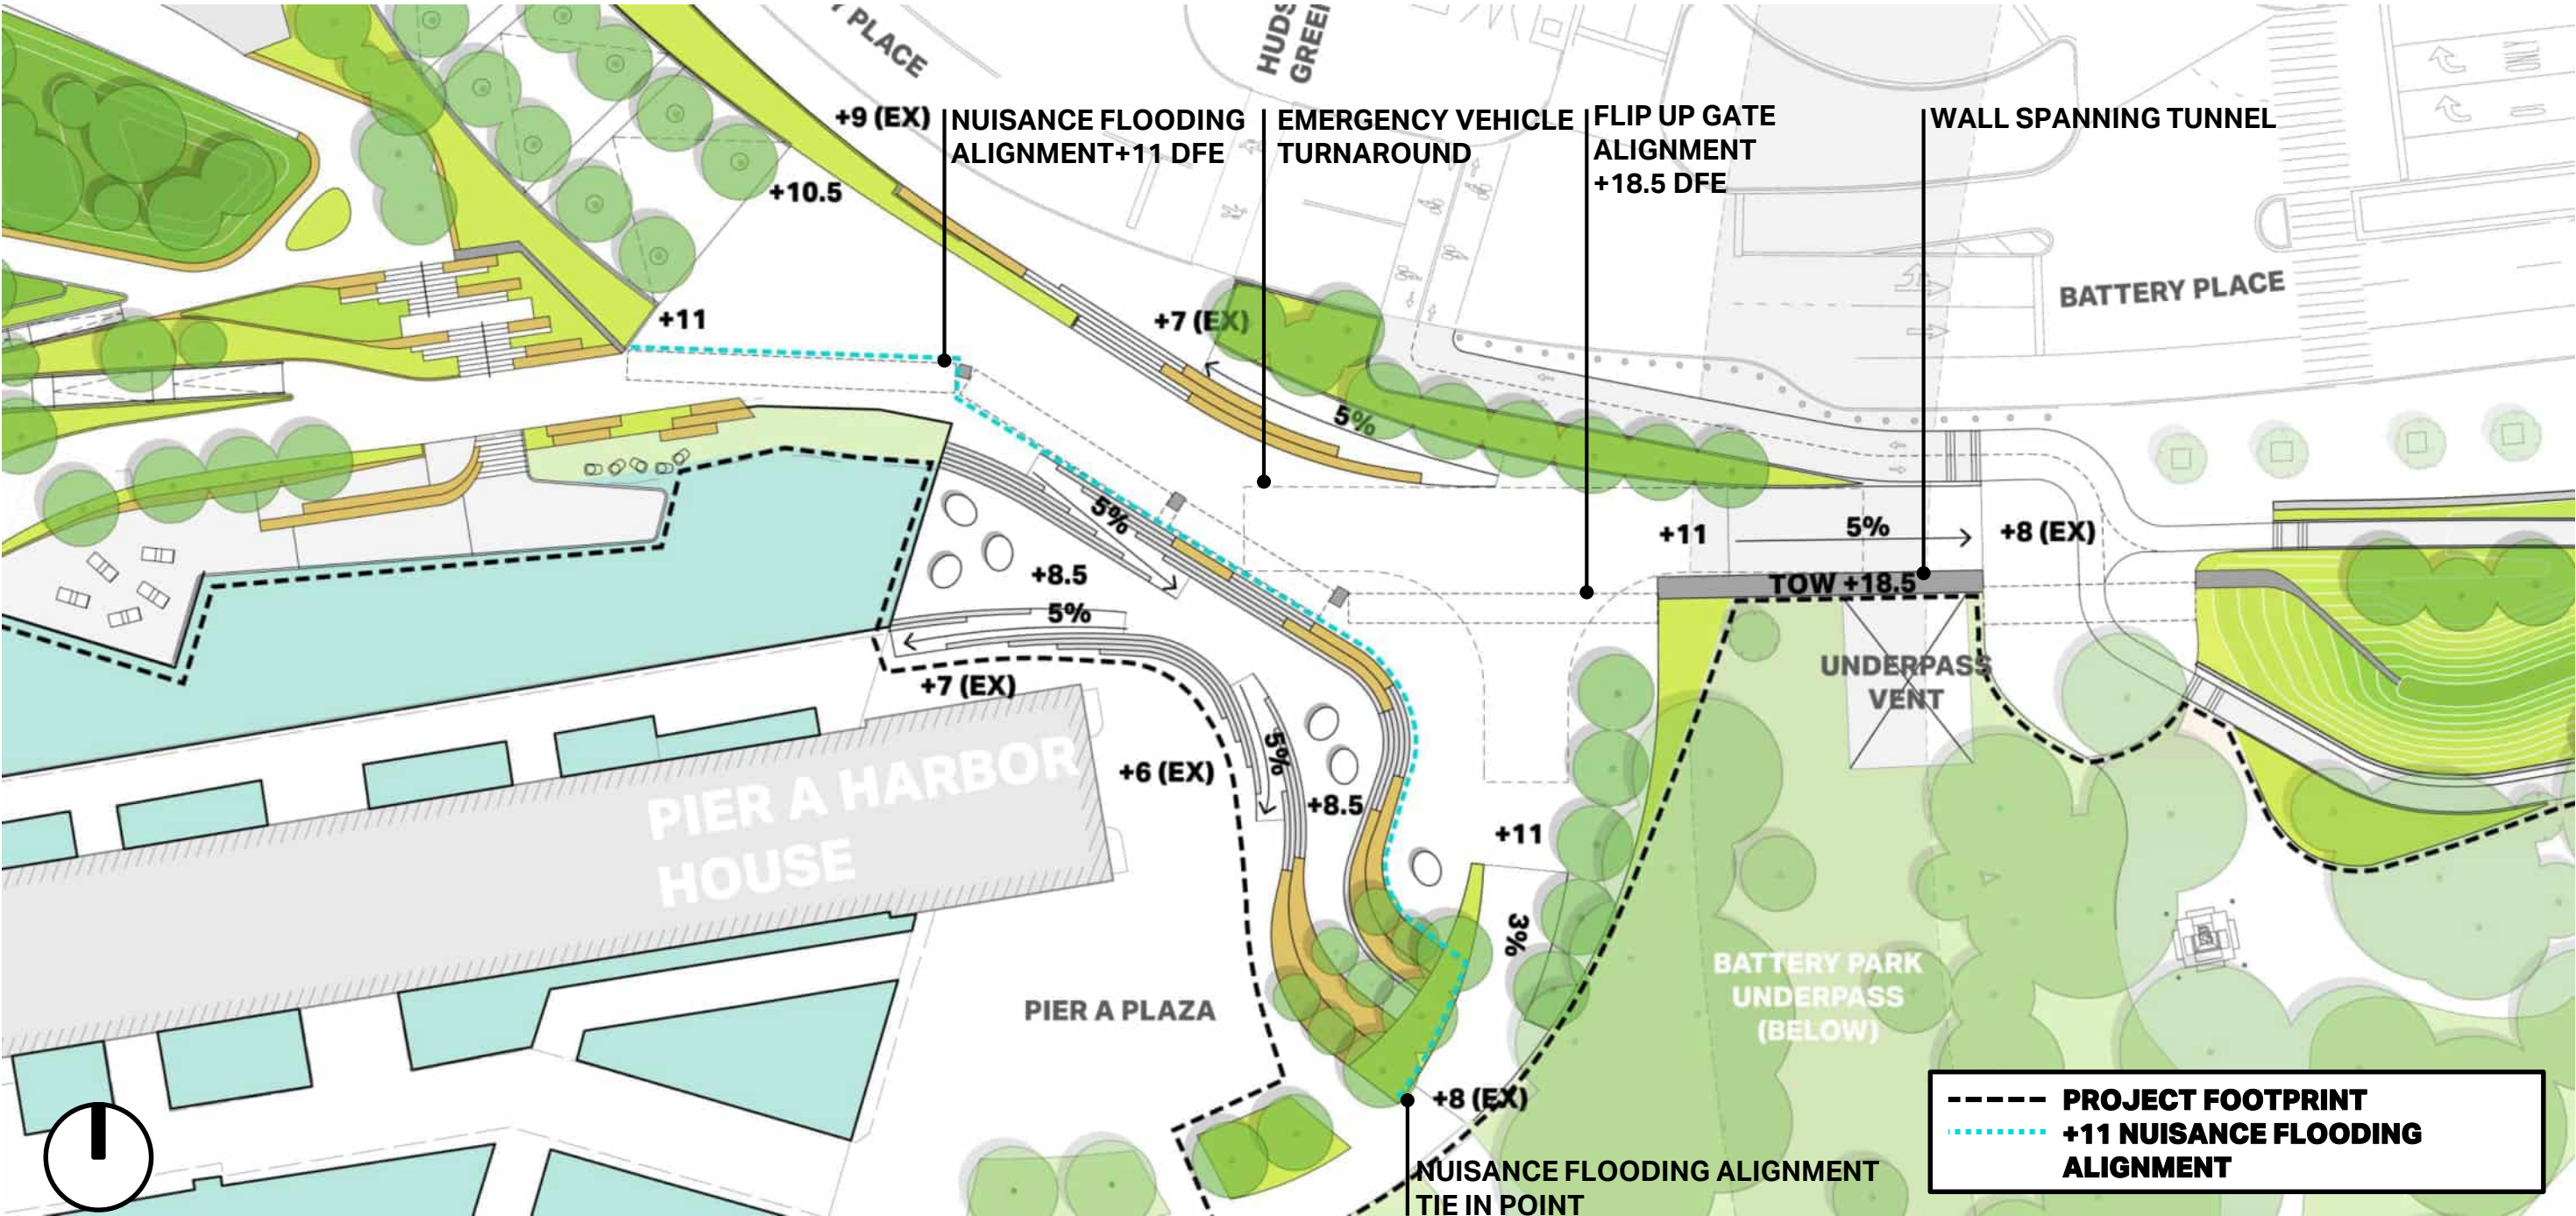 Y PLACE
HUDS
GREEN
+9 (EX)
NUISANCE FLOODING
ALIGNMENT+11 DFE
EMERGENCY VEHICLE
TURNAROUND
FLIP UP GATE
ALIGNMENT
+18.5 DFE
WALL SPANNING TUNNEL
+10.5
BATTERY PLACE
+11
+7 (EX)
5%
5%
+11
5%
+8 (EX)
+8.5
TOW +18.5
5%
UNDERPASS
VENT
+7 (EX)
PIER A HARBOR
HOUSE
+6 (EX)
5%
+8.5
+11
3%
BATTERY PARK
UNDERPASS
(BELOW)
PIER A PLAZA
+8 (EX)
NUISANCE FLOODING ALIGNMENT
TIE IN POINT
PROJECT FOOTPRINT
+11 NUISANCE FLOODING
ALIGNMENT